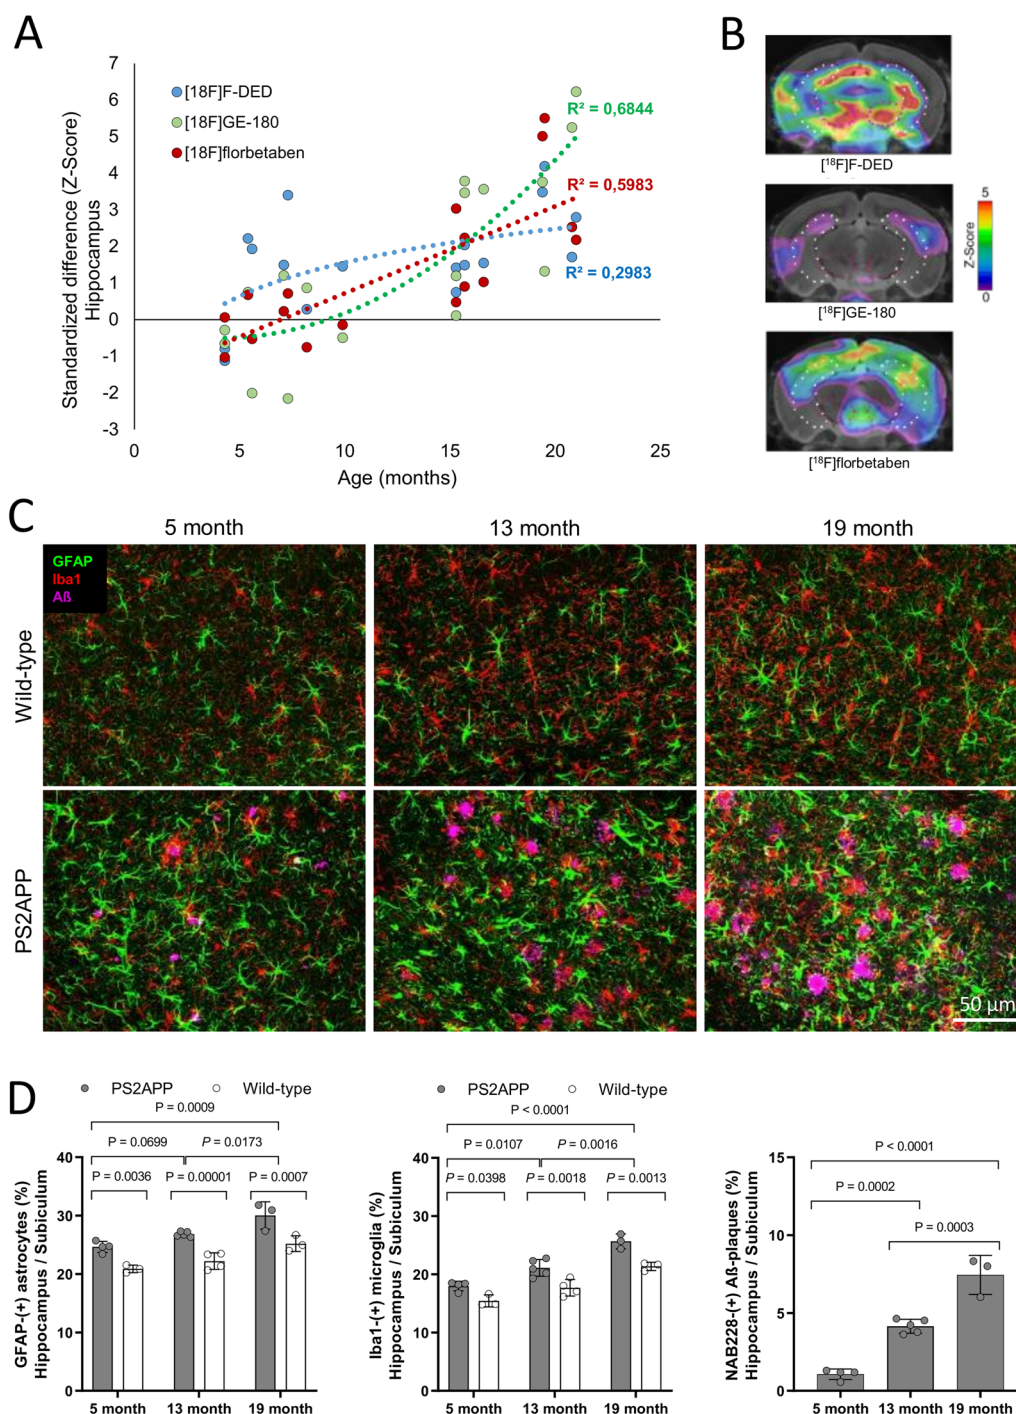 A
B
7
6
5
4
3
2
1
0
-1
-2
-3
Standardized difference (Z-Score)
Hippocampus
[18F]F-DED
[18F]GE-180
[18F]florbetaben
R² = 0,6844
R² = 0,5983
R² = 0,2983
0
5
10
15
20
25
Age (months)
[¹⁸F]F-DED
[¹⁸F]GE-180
[¹⁸F]florbetaben
5
Z-Score
0
C
5 month
13 month
19 month
GFAP
Iba1
Aß
Wild-type
PS2APP
50 µm
D
PS2APP
Wild-type
P = 0.0009
P = 0.0699
P = 0.0173
P = 0.0036
P = 0.00001
P = 0.0007
GFAP-(+) astrocytes (%)
Hippocampus / Subiculum
40
30
20
10
0
5 month
13 month
19 month
PS2APP
Wild-type
P < 0.0001
P = 0.0107
P = 0.0016
P = 0.0398
P = 0.0018
P = 0.0013
Iba1-(+) microglia (%)
Hippocampus / Subiculum
40
30
20
10
0
5 month
13 month
19 month
P < 0.0001
P = 0.0002
P = 0.0003
NAB228-(+) Aß-plaques (%)
Hippocampus / Subiculum
15
10
5
0
5 month
13 month
19 month